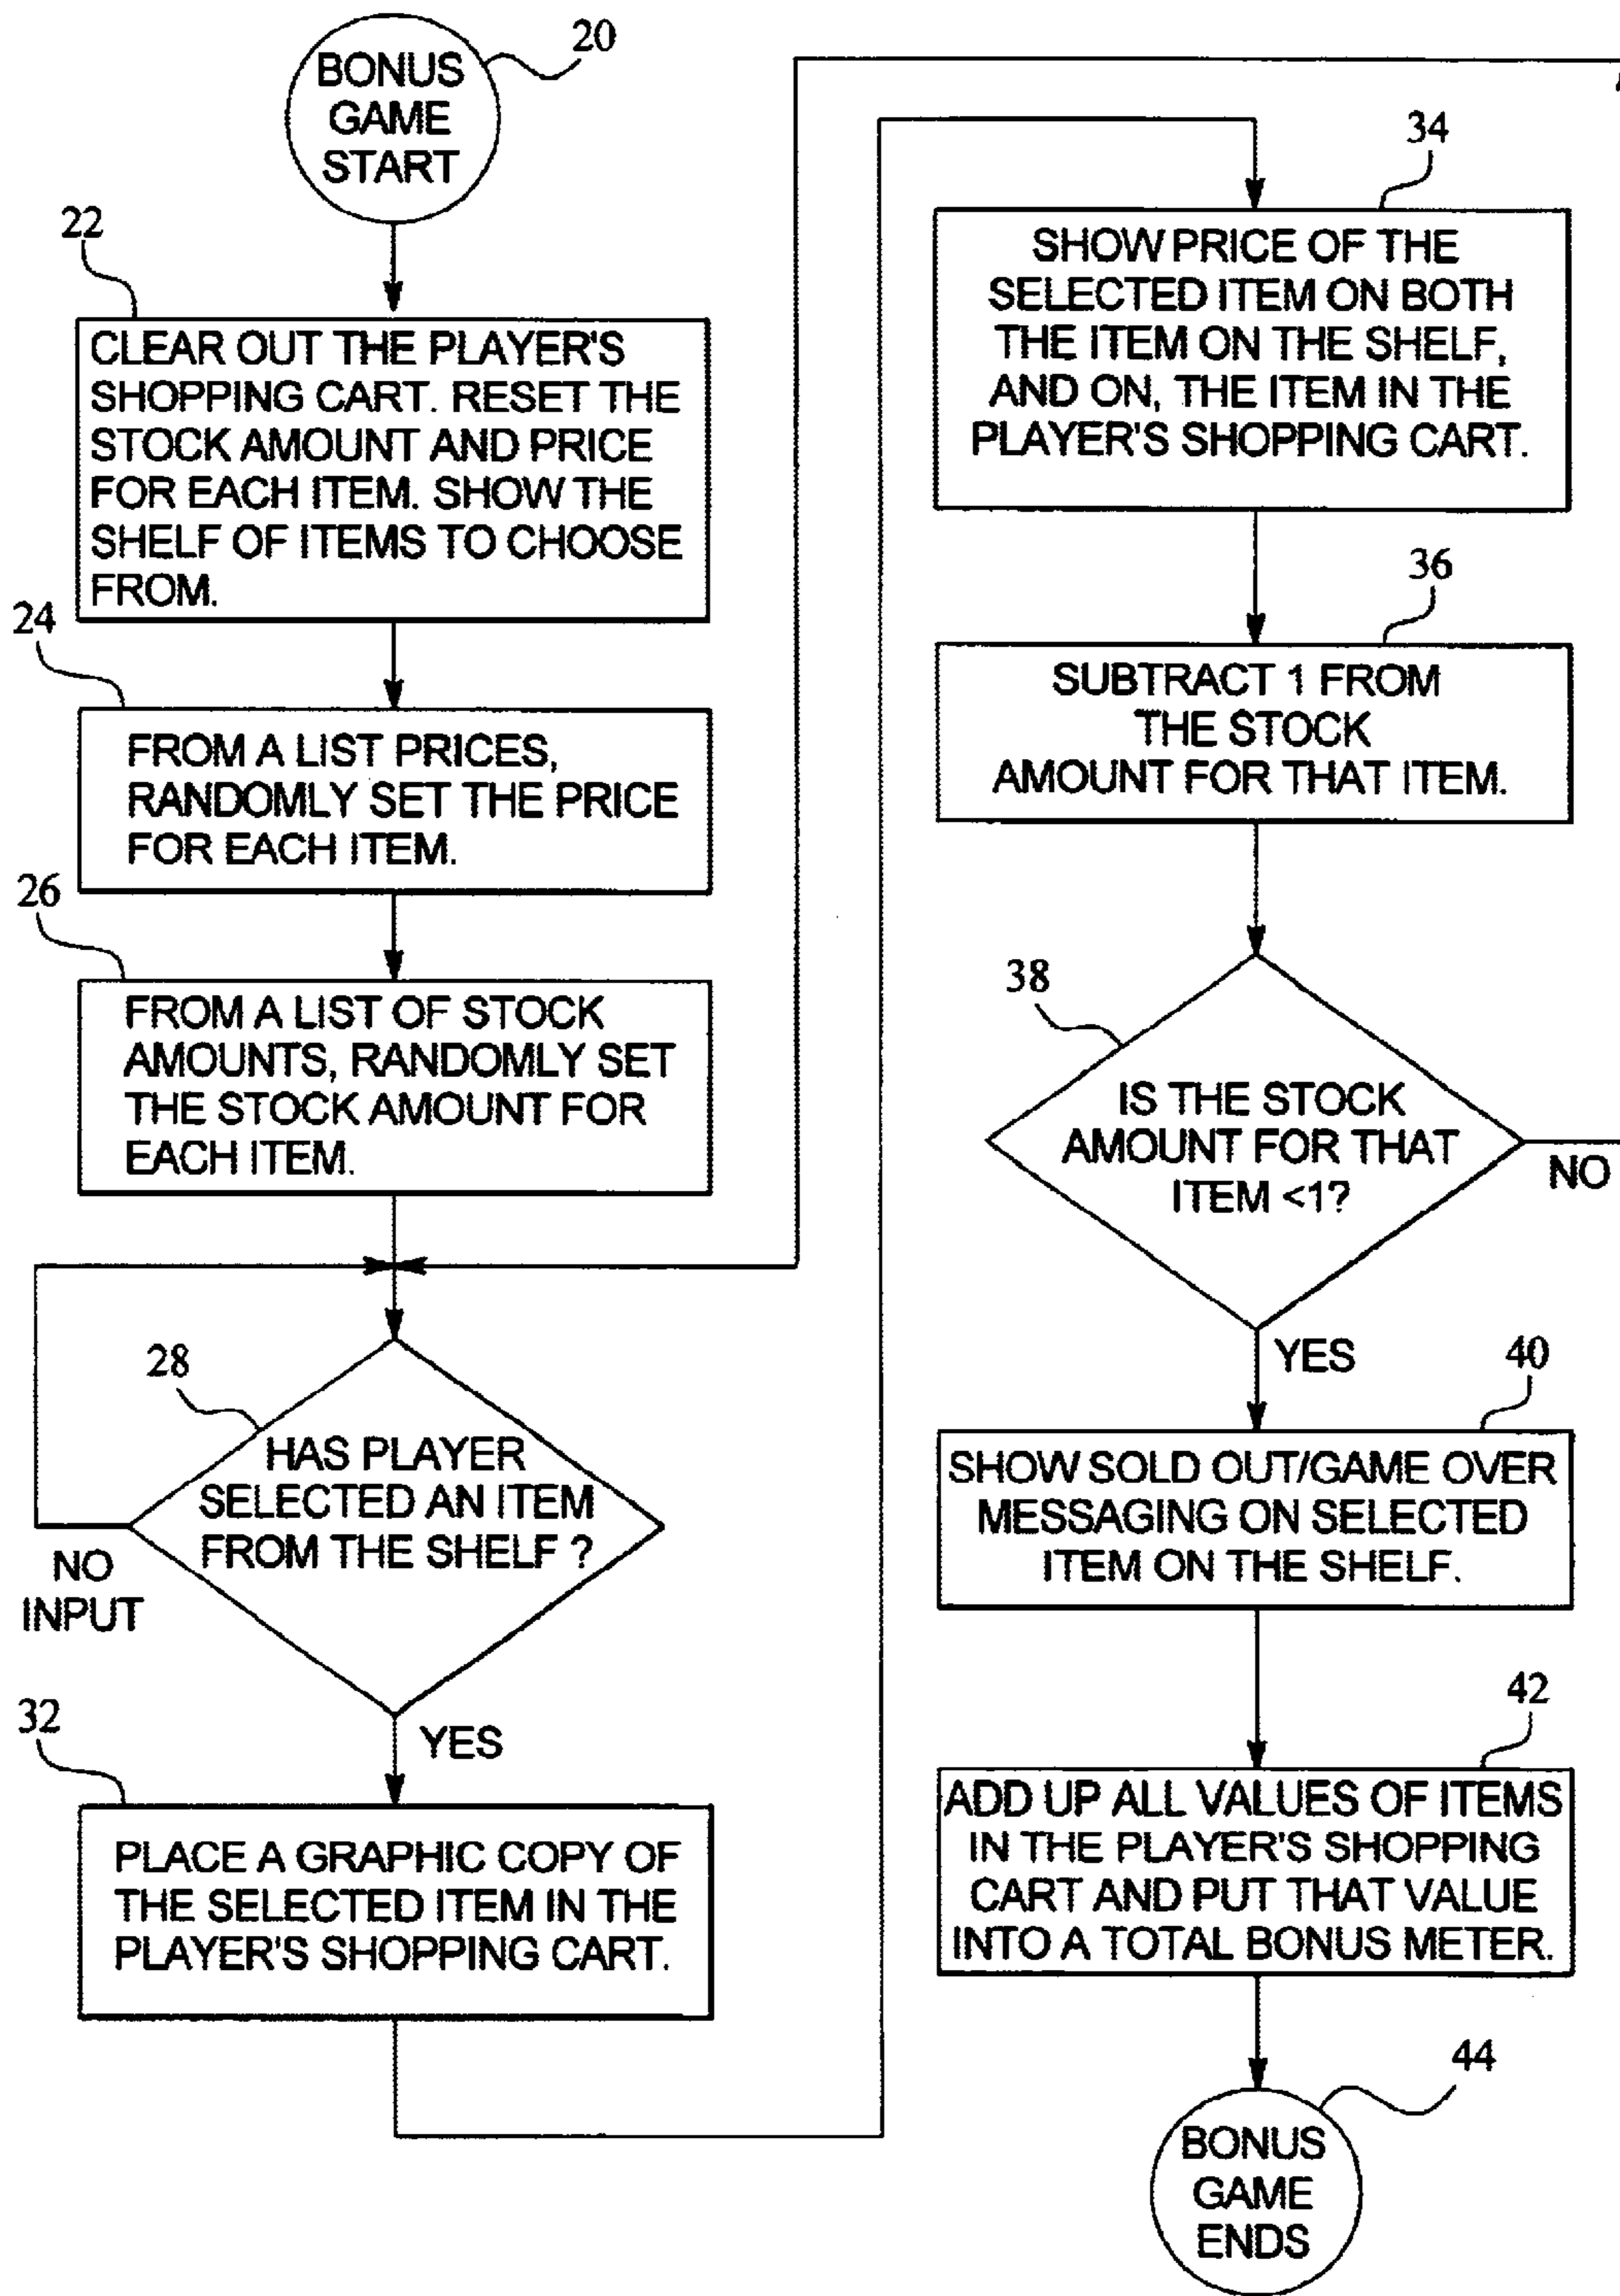 20
BONUS
GAME
START
22
CLEAR OUT THE PLAYER'S
SHOPPING CART. RESET THE
STOCK AMOUNT AND PRICE
FOR EACH ITEM. SHOW THE
SHELF OF ITEMS TO CHOOSE
FROM.
24
FROM A LIST PRICES,
RANDOMLY SET THE PRICE
FOR EACH ITEM.
26
FROM A LIST OF STOCK
AMOUNTS, RANDOMLY SET
THE STOCK AMOUNT FOR
EACH ITEM.
28
HAS PLAYER
SELECTED AN ITEM
FROM THE SHELF ?
NO
INPUT
YES
32
PLACE A GRAPHIC COPY OF
THE SELECTED ITEM IN THE
PLAYER'S SHOPPING CART.
34
SHOW PRICE OF THE
SELECTED ITEM ON BOTH
THE ITEM ON THE SHELF,
AND ON, THE ITEM IN THE
PLAYER'S SHOPPING CART.
36
SUBTRACT 1 FROM
THE STOCK
AMOUNT FOR THAT ITEM.
38
IS THE STOCK
AMOUNT FOR THAT
ITEM <1?
NO
YES
40
SHOW SOLD OUT/GAME OVER
MESSAGING ON SELECTED
ITEM ON THE SHELF.
42
ADD UP ALL VALUES OF ITEMS
IN THE PLAYER'S SHOPPING
CART AND PUT THAT VALUE
INTO A TOTAL BONUS METER.
44
BONUS
GAME
ENDS